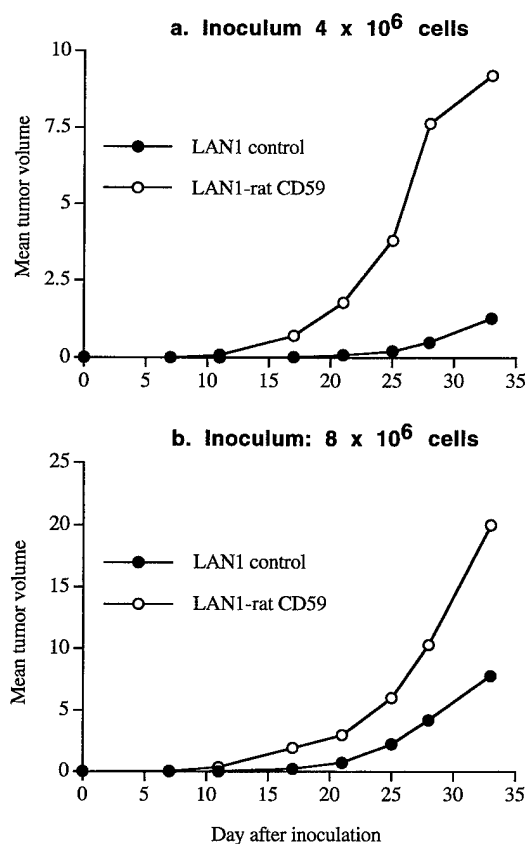 a. Inoculum 4 x 10⁶ cells
10
7.5
5
2.5
0
Mean tumor volume
LAN1 control
LAN1-rat CD59
0 5 10 15 20 25 30 35
b. Inoculum: 8 x 10⁶ cells
25
20
15
10
5
0
Mean tumor volume
LAN1 control
LAN1-rat CD59
0 5 10 15 20 25 30 35
Day after inoculation